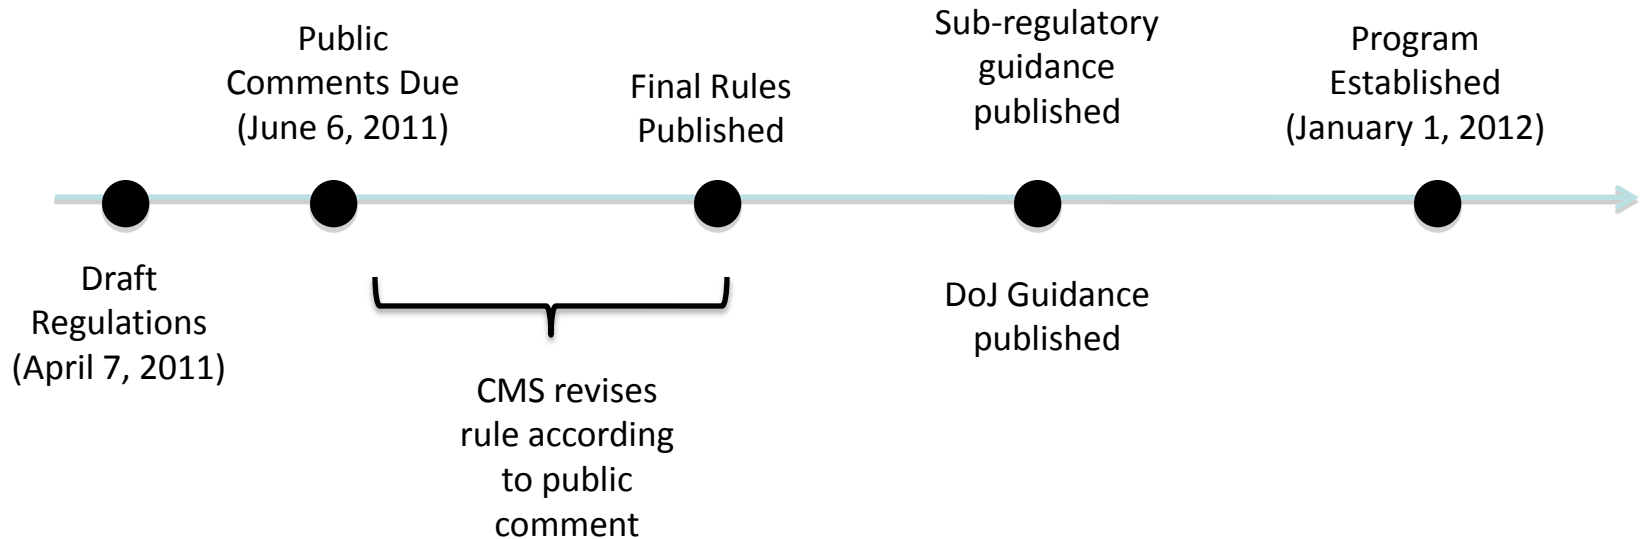 Public
Comments Due
(June 6, 2011)
Final Rules
Published
Sub-regulatory
guidance
published
Program
Established
(January 1, 2012)
Draft
Regulations
(April 7, 2011)
CMS revises
rule according
to public
comment
DoJ Guidance
published